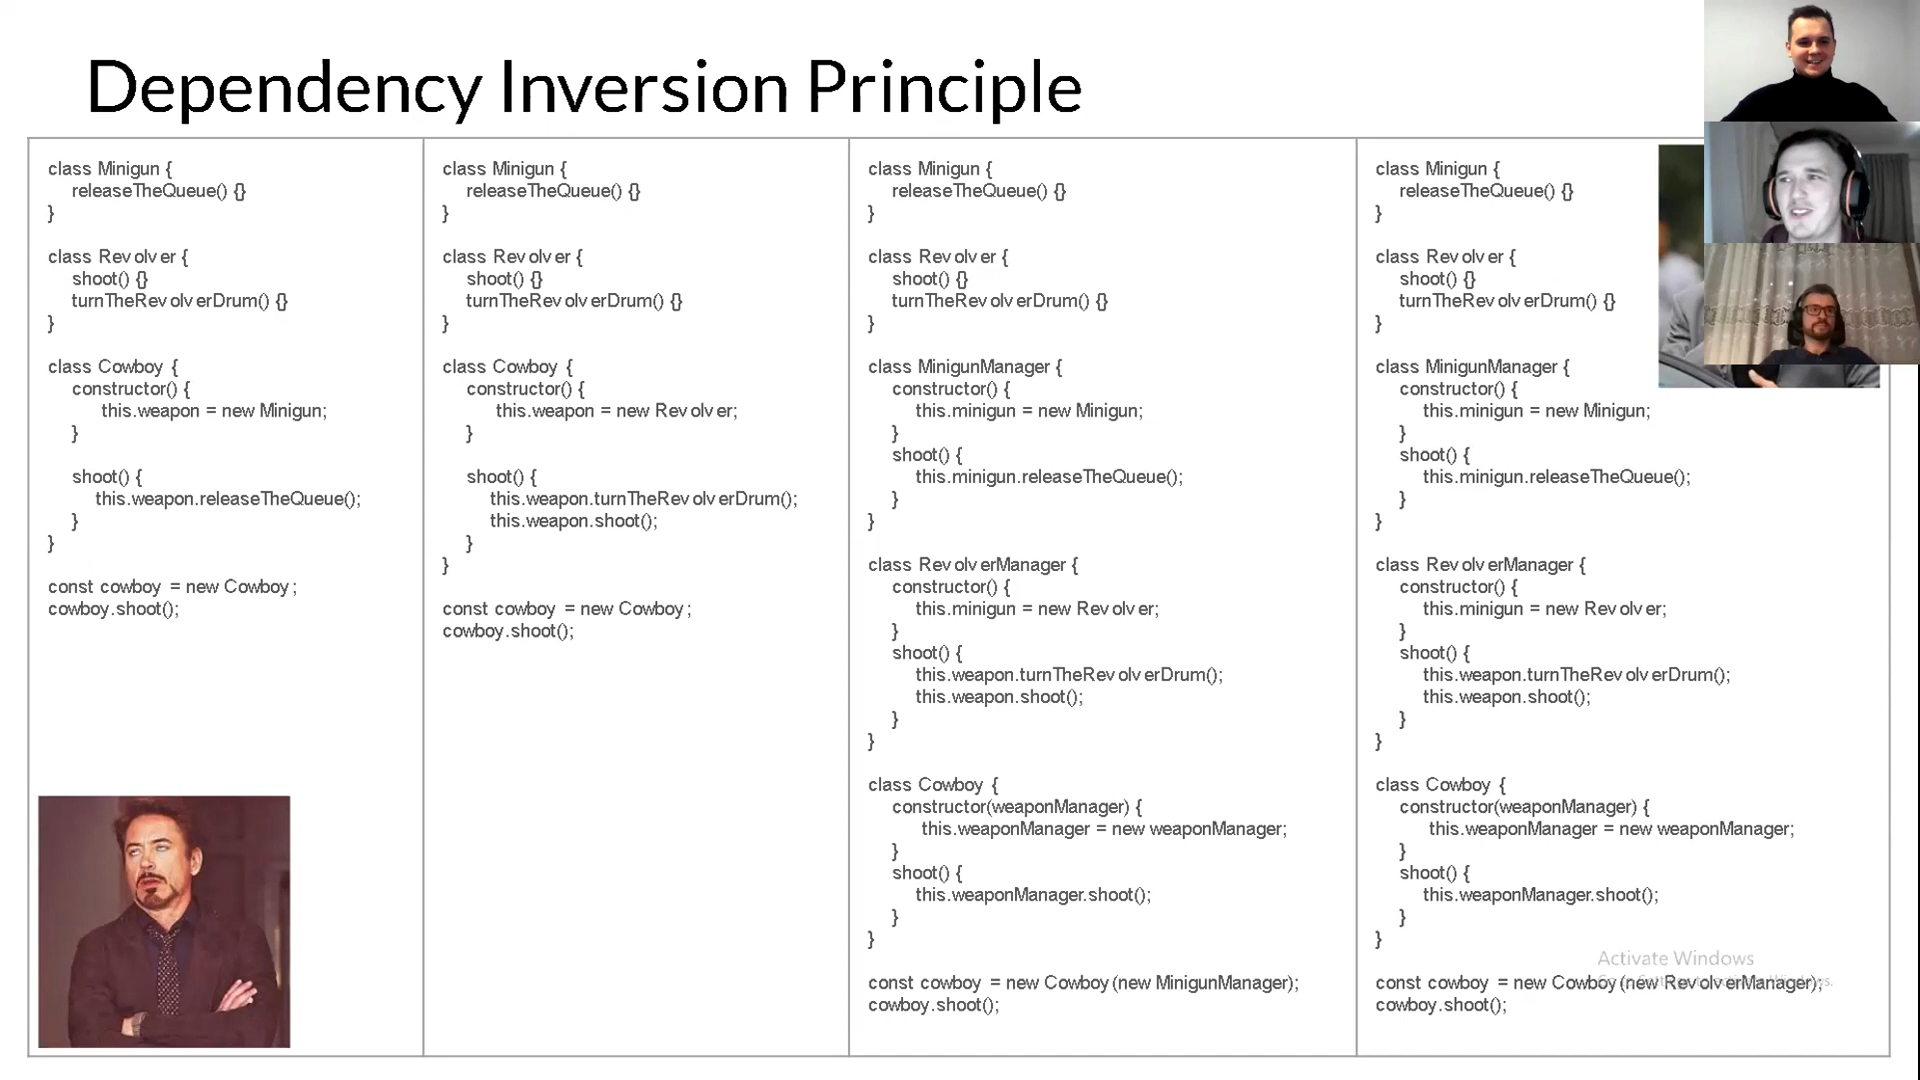 Dependency Inversion Principle
class Minigun {
releaseTheQueue() {}
}
class Revolver {
shoot() {}
turnTheRevolverDrum() {}
}
class Cowboy {
constructor() {
this.weapon = new Minigun;
}
shoot() {
this.weapon.releaseTheQueue();
}
}
const cowboy = new Cowboy;
cowboy.shoot();
class Minigun {
releaseTheQueue() {}
}
class Revolver {
shoot() {}
turnTheRevolverDrum() {}
}
class Cowboy {
constructor() {
this.weapon = new Revolver;
}
shoot() {
this.weapon.turnTheRevolverDrum();
this.weapon.shoot();
}
}
const cowboy = new Cowboy;
cowboy.shoot();
class Minigun {
releaseTheQueue() {}
}
class Revolver {
shoot() {}
turnTheRevolverDrum() {}
}
class MinigunManager {
constructor() {
this.minigun = new Minigun;
}
shoot() {
this.minigun.releaseTheQueue();
}
}
class RevolverManager {
constructor() {
this.minigun = new Revolver;
}
shoot() {
this.weapon.turnTheRevolverDrum();
this.weapon.shoot();
}
}
class Cowboy {
constructor(weaponManager) {
this.weaponManager = new weaponManager;
}
shoot() {
this.weaponManager.shoot();
}
}
const cowboy = new Cowboy(new MinigunManager);
cowboy.shoot();
class Minigun {
releaseTheQueue() {}
}
class Revolver {
shoot() {}
turnTheRevolverDrum() {}
}
class MinigunManager {
constructor() {
this.minigun = new Minigun;
}
shoot() {
this.minigun.releaseTheQueue();
}
}
class RevolverManager {
constructor() {
this.minigun = new Revolver;
}
shoot() {
this.weapon.turnTheRevolverDrum();
this.weapon.shoot();
}
}
class Cowboy {
constructor(weaponManager) {
this.weaponManager = new weaponManager;
}
shoot() {
this.weaponManager.shoot();
}
}
const cowboy = new Cowboy(new RevolverManager);
cowboy.shoot();
Activate Windows